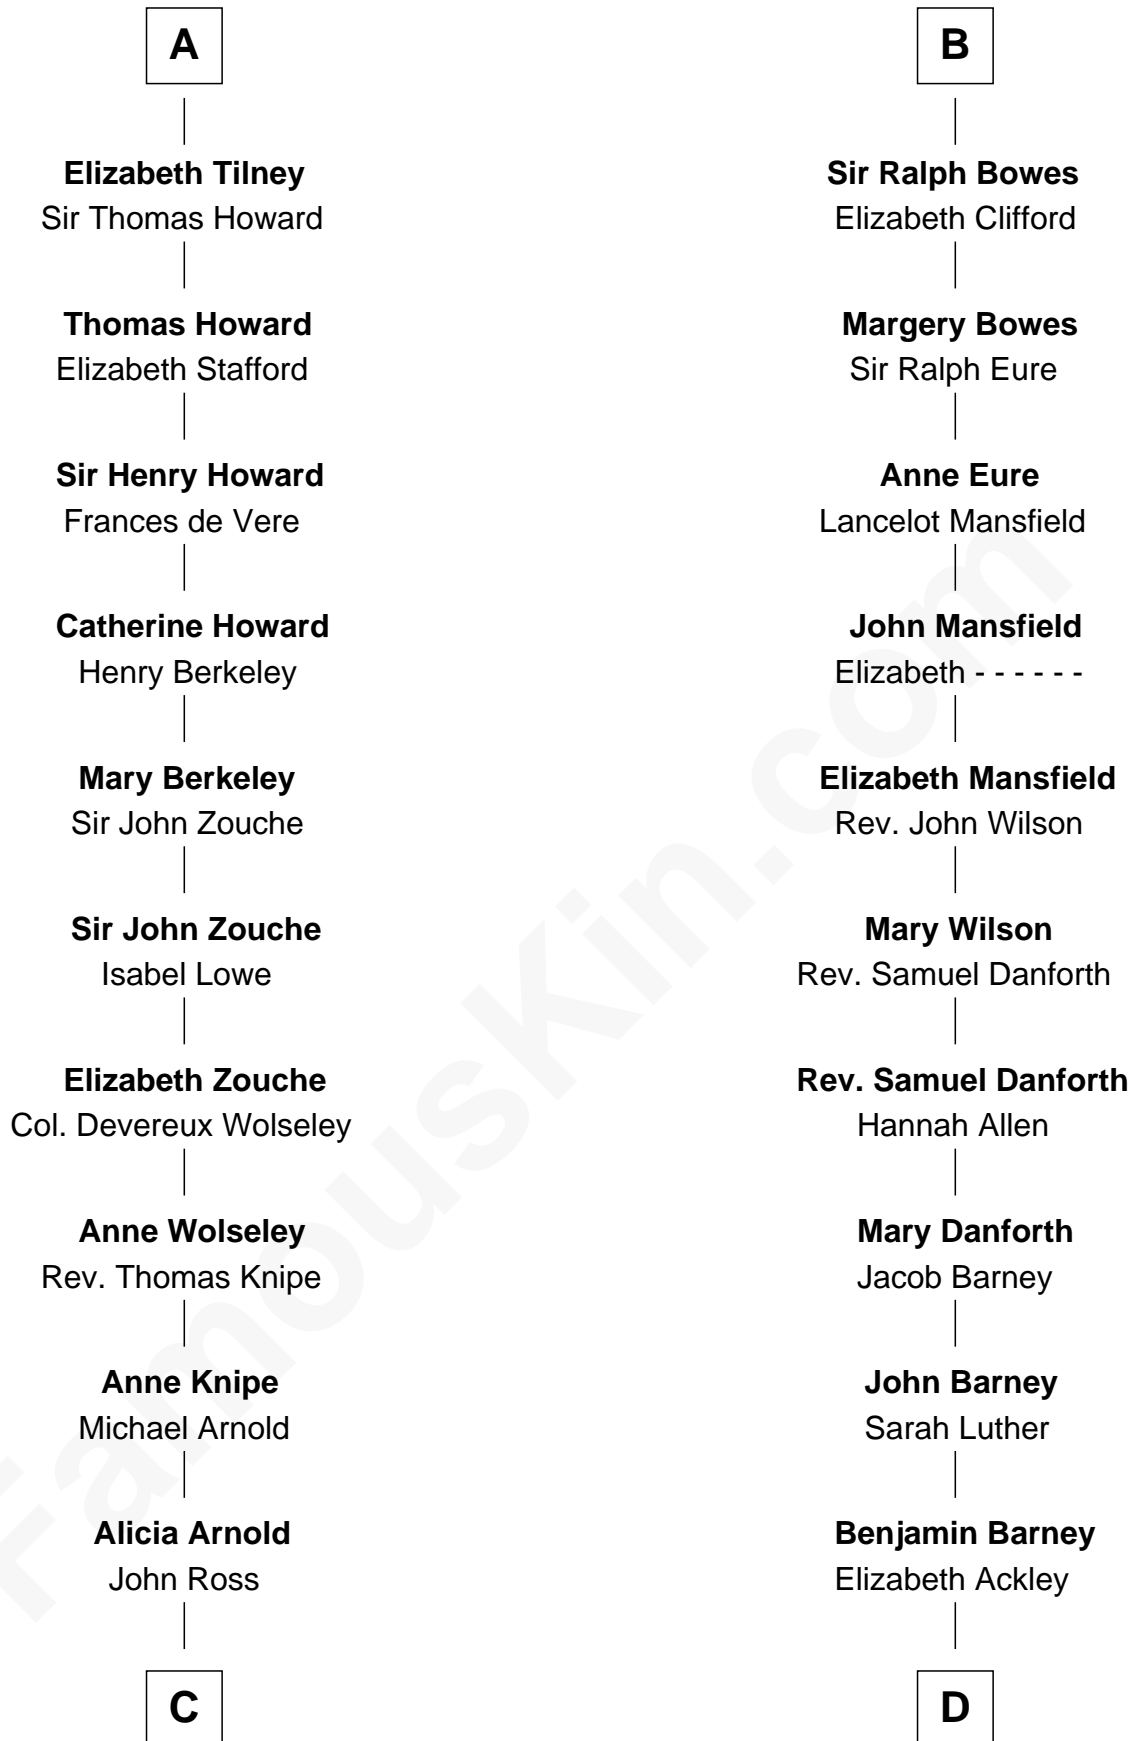 A
Elizabeth Tilney
Sir Thomas Howard
Thomas Howard
Elizabeth Stafford
Sir Henry Howard
Frances de Vere
Catherine Howard
Henry Berkeley
Mary Berkeley
Sir John Zouche
Sir John Zouche
Isabel Lowe
Elizabeth Zouche
Col. Devereux Wolseley
Anne Wolseley
Rev. Thomas Knipe
Anne Knipe
Michael Arnold
Alicia Arnold
John Ross
C
B
Sir Ralph Bowes
Elizabeth Clifford
Margery Bowes
Sir Ralph Eure
Anne Eure
Lancelot Mansfield
John Mansfield
Elizabeth - - - - - -
Elizabeth Mansfield
Rev. John Wilson
Mary Wilson
Rev. Samuel Danforth
Rev. Samuel Danforth
Hannah Allen
Mary Danforth
Jacob Barney
John Barney
Sarah Luther
Benjamin Barney
Elizabeth Ackley
D
FamousKin.com